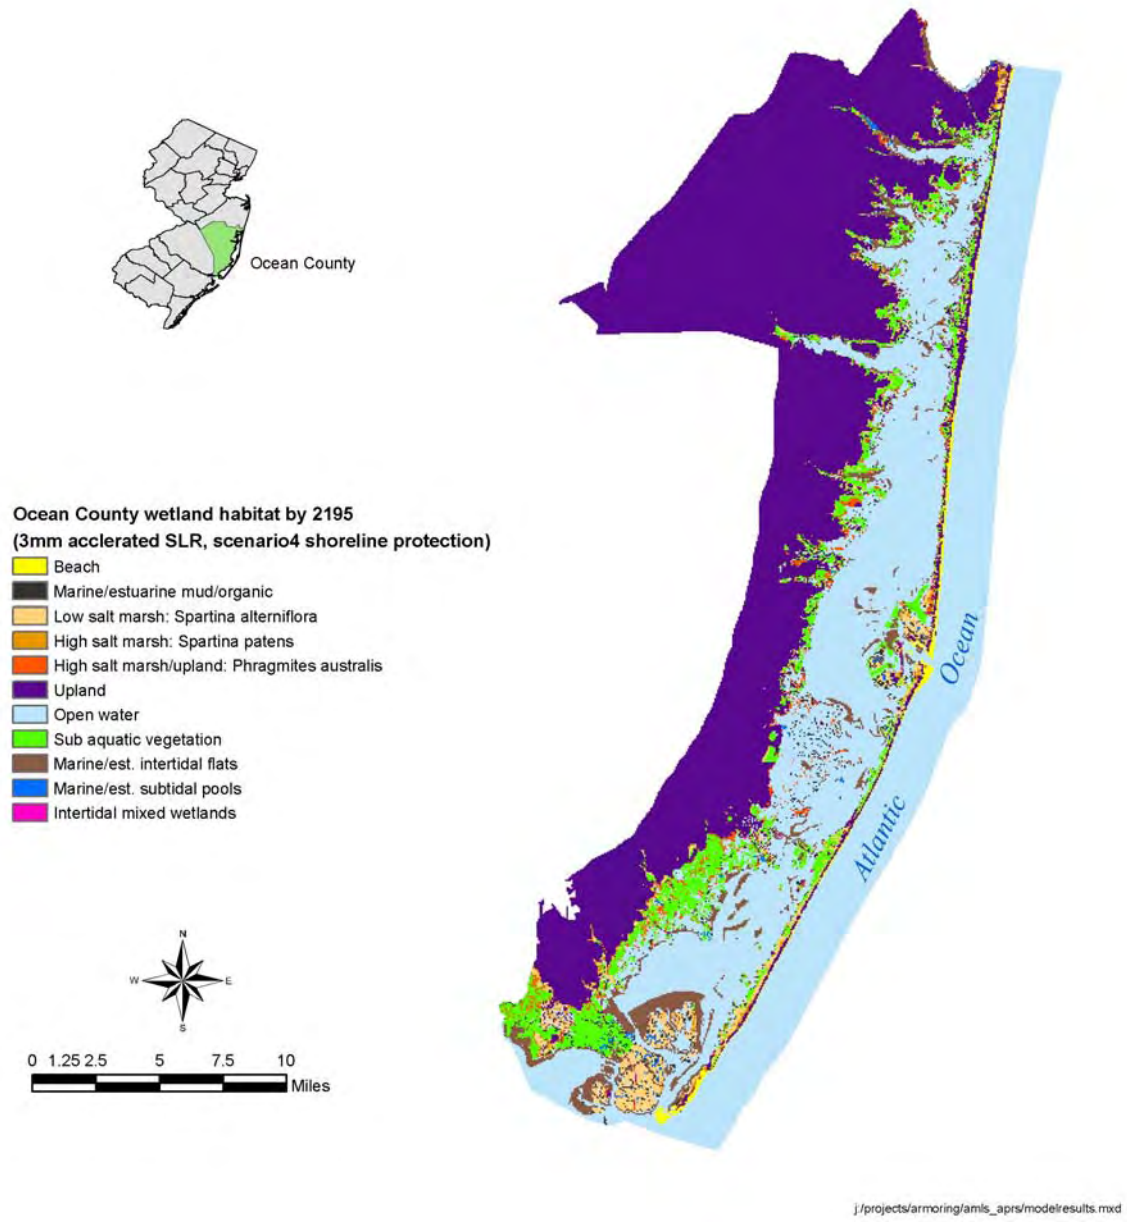 Ocean County
Ocean County wetland habitat by 2195
(3mm acclerated SLR, scenario4 shoreline protection)
Beach
Marine/estuarine mud/organic
Low salt marsh: Spartina alterniflora
High salt marsh: Spartina patens
High salt marsh/upland: Phragmites australis
Upland
Open water
Sub aquatic vegetation
Marine/est. intertidal flats
Marine/est. subtidal pools
Intertidal mixed wetlands
Atlantic
Ocean
N
W
E
S
0 1.25 2.5 5 7.5 10
Miles
j:/projects/armoring/amls_aprs/modelresults.mxd